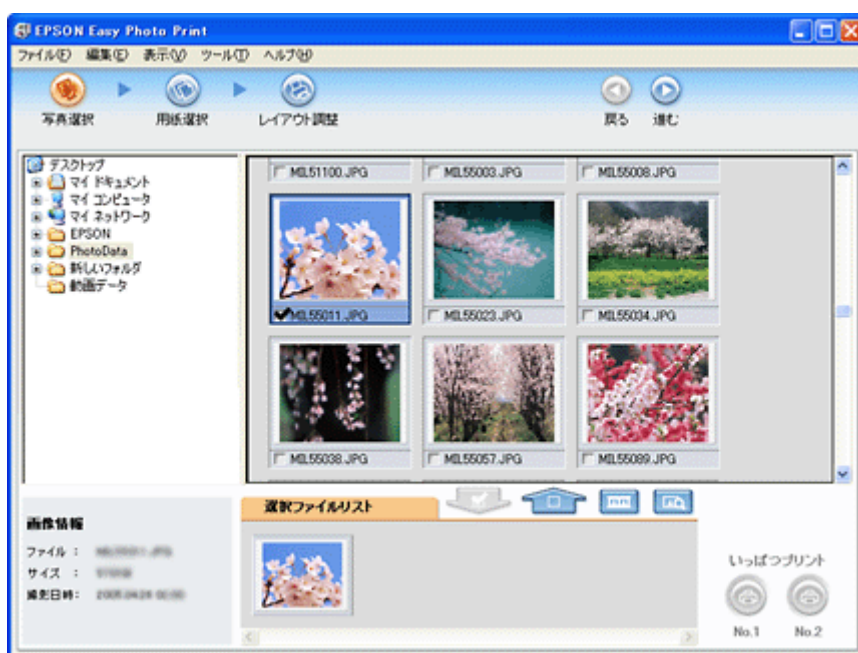 EPSON Easy Photo Print
ファイル(F) 編集(E) 表示(V) ツール(T) ヘルプ(H)
写真選択 用紙選択 レイアウト調整 戻る 進む
デスクトップ
マイ ドキュメント
マイ コンピュータ
マイ ネットワーク
EPSON
PhotoData
新しいフォルダ
動画データ
MIL51100.JPG MIL55003.JPG MIL55008.JPG
MIL55011.JPG MIL55023.JPG MIL55034.JPG
MIL55038.JPG MIL55057.JPG MIL55089.JPG
画像情報
ファイル :
サイズ :
撮影日時:
選択ファイルリスト
いっぱつプリント
No.1 No.2